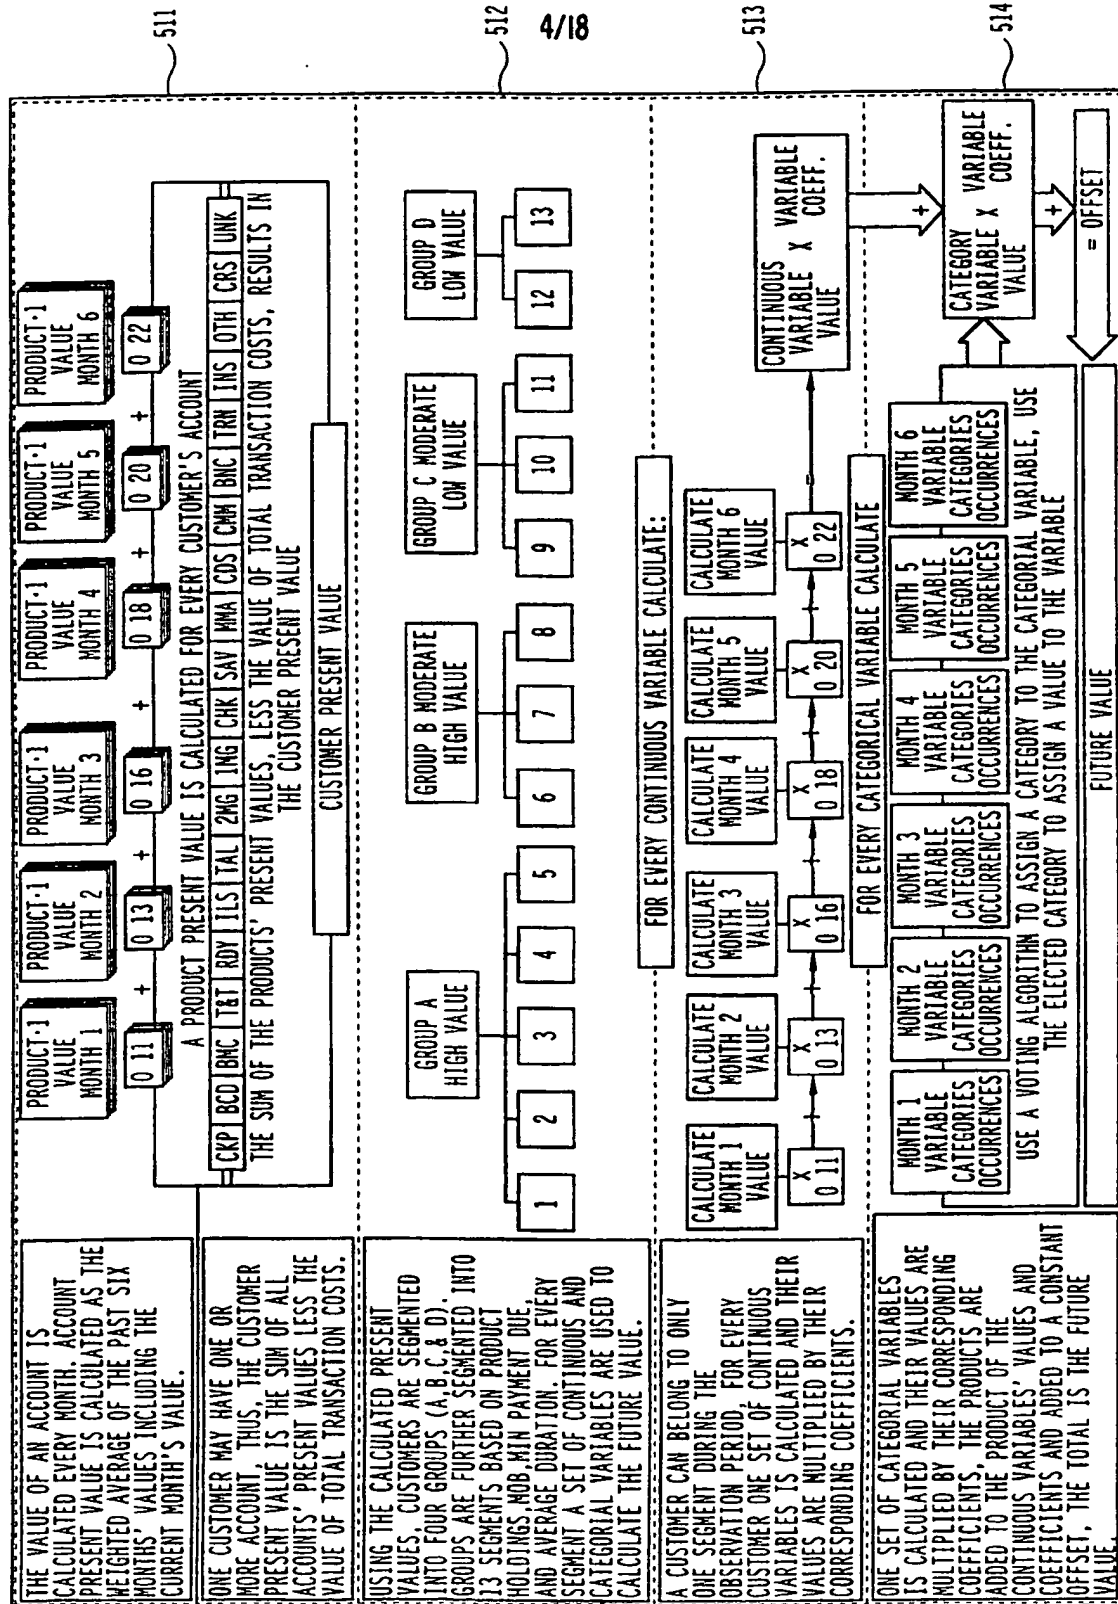 4/18
THE VALUE OF AN ACCOUNT IS
CALCULATED EVERY MONTH. ACCOUNT
PRESENT VALUE IS CALCULATED AS THE
WEIGHTED AVERAGE OF THE PAST SIX
MONTHS' VALUES INCLUDING THE
CURRENT MONTH'S VALUE.
ONE CUSTOMER MAY HAVE ONE OR
MORE ACCOUNT, THUS, THE CUSTOMER
PRESENT VALUE IS THE SUM OF ALL
ACCOUNTS' PRESENT VALUES LESS THE
VALUE OF TOTAL TRANSACTION COSTS.
PRODUCT·1
VALUE
MONTH 1
PRODUCT·1
VALUE
MONTH 2
PRODUCT·1
VALUE
MONTH 3
PRODUCT·1
VALUE
MONTH 4
PRODUCT·1
VALUE
MONTH 5
PRODUCT·1
VALUE
MONTH 6
0 11 + 0 13 + 0 16 + 0 18 + 0 20 + 0 22
A PRODUCT PRESENT VALUE IS CALCULATED FOR EVERY CUSTOMER'S ACCOUNT
CKP BCD BMC T&T RDY ILS TAL 2MG 1NG CHK SAV MMA CDS CMM BNC TRN INS OTH CRS UNK
THE SUM OF THE PRODUCTS' PRESENT VALUES, LESS THE VALUE OF TOTAL TRANSACTION COSTS, RESULTS IN
THE CUSTOMER PRESENT VALUE
CUSTOMER PRESENT VALUE
511
USING THE CALCULATED PRESENT
VALUES, CUSTOMERS ARE SEGMENTED
INTO FOUR GROUPS (A,B,C,& D).
GROUPS ARE FURTHER SEGMENTED INTO
13 SEGMENTS BASED ON PRODUCT
HOLDINGS,MOB,MIN PAYMENT DUE,
AND AVERAGE DURATION. FOR EVERY
SEGMENT A SET OF CONTINUOUS AND
CATEGORIAL VARIABLES ARE USED TO
CALCULATE THE FUTURE VALUE.
GROUP A
HIGH VALUE
GROUP B MODERATE
HIGH VALUE
GROUP C MODERATE
LOW VALUE
GROUP D
LOW VALUE
1 2 3 4 5 6 7 8 9 10 11 12 13
512
A CUSTOMER CAN BELONG TO ONLY
ONE SEGMENT DURING THE
OBSERVATION PERIOD. FOR EVERY
CUSTOMER ONE SET OF CONTINUOUS
VARIABLES IS CALCULATED AND THEIR
VALUES ARE MULTIPLIED BY THEIR
CORRESPONDING COEFFICIENTS.
FOR EVERY CONTINUOUS VARIABLE CALCULATE:
CALCULATE
MONTH 1
VALUE
CALCULATE
MONTH 2
VALUE
CALCULATE
MONTH 3
VALUE
CALCULATE
MONTH 4
VALUE
CALCULATE
MONTH 5
VALUE
CALCULATE
MONTH 6
VALUE
X
0 11
+
X
0 13
+
X
0 16
+
X
0 18
+
X
0 20
+
X
0 22
=
CONTINUOUS
VARIABLE X VARIABLE
VALUE COEFF.
513
ONE SET OF CATEGORIAL VARIABLES
IS CALCULATED AND THEIR VALUES ARE
MULTIPLIED BY THEIR CORRESPONDING
COEFFICIENTS, THE PRODUCTS ARE
ADDED TO THE PRODUCT OF THE
CONTINUOUS VARIABLES' VALUES AND
COEFFICIENTS AND ADDED TO A CONSTANT
OFFSET, THE TOTAL IS THE FUTURE
VALUE.
FOR EVERY CATEGORICAL VARIABLE CALCULATE
MONTH 1
VARIABLE
CATEGORIES
OCCURRENCES
MONTH 2
VARIABLE
CATEGORIES
OCCURRENCES
MONTH 3
VARIABLE
CATEGORIES
OCCURRENCES
MONTH 4
VARIABLE
CATEGORIES
OCCURRENCES
MONTH 5
VARIABLE
CATEGORIES
OCCURRENCES
MONTH 6
VARIABLE
CATEGORIES
OCCURRENCES
USE A VOTING ALGORITHM TO ASSIGN A CATEGORY TO THE CATEGORIAL VARIABLE, USE
THE ELECTED CATEGORY TO ASSIGN A VALUE TO THE VARIABLE
+
CATEGORY
VARIABLE X VARIABLE
VALUE COEFF.
+
= OFFSET
FUTURE VALUE
514